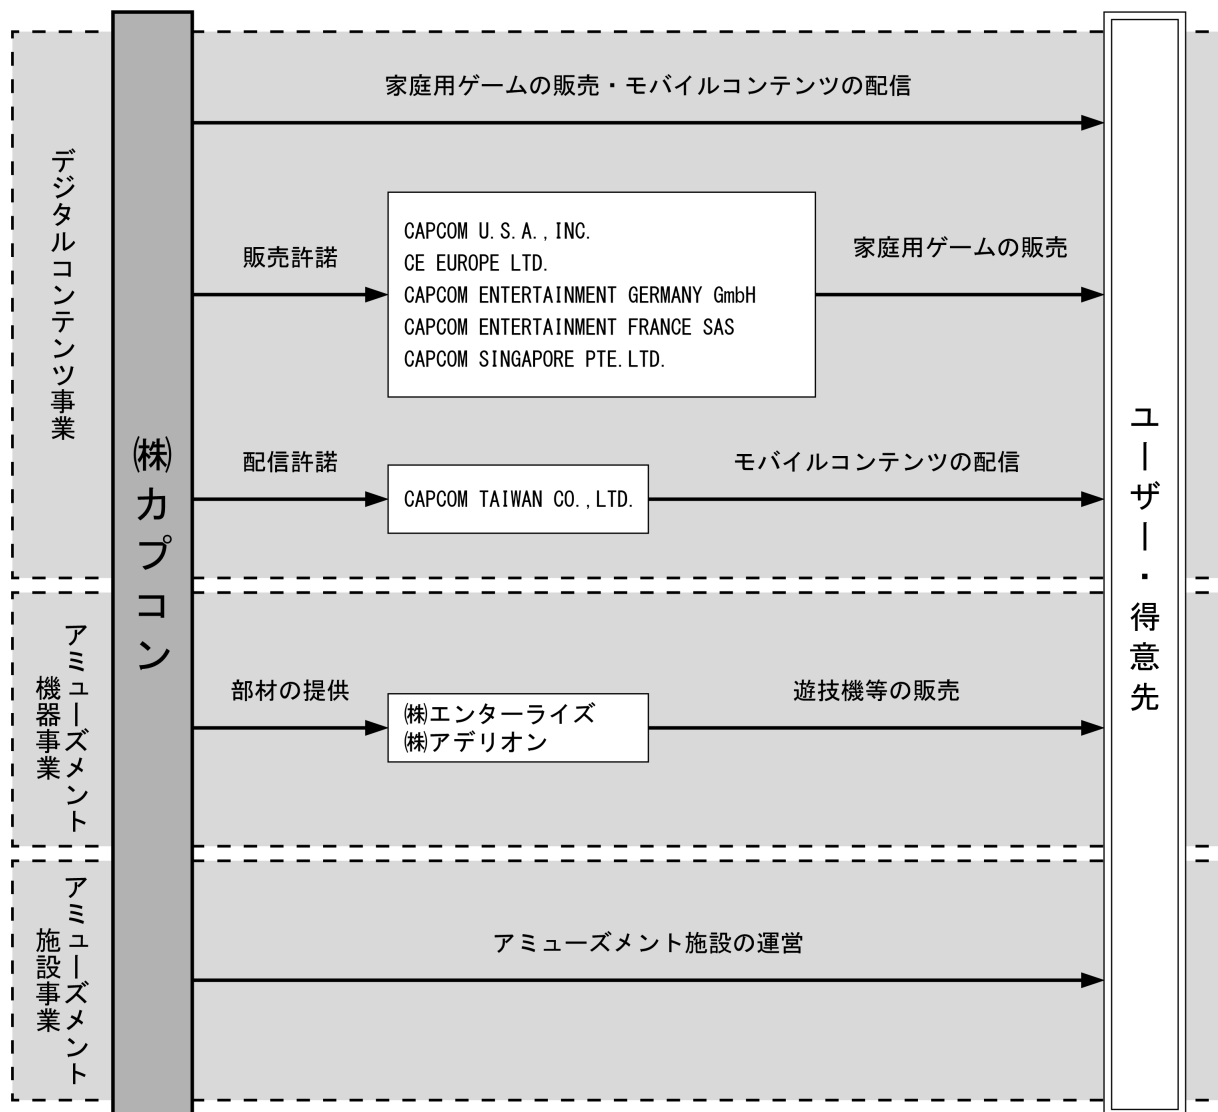 家庭用ゲームの販売・モバイルコンテンツの配信
デジタルコンテンツ事業
販売許諾
CAPCOM U.S.A.,INC.
CE EUROPE LTD.
CAPCOM ENTERTAINMENT GERMANY GmbH
CAPCOM ENTERTAINMENT FRANCE SAS
CAPCOM SINGAPORE PTE.LTD.
家庭用ゲームの販売
配信許諾
CAPCOM TAIWAN CO.,LTD.
モバイルコンテンツの配信
㈱カプコン
ユーザー・得意先
アミューズメント
機器事業
部材の提供
㈱エンターライズ
㈱アデリオン
遊技機等の販売
アミューズメント
施設事業
アミューズメント施設の運営